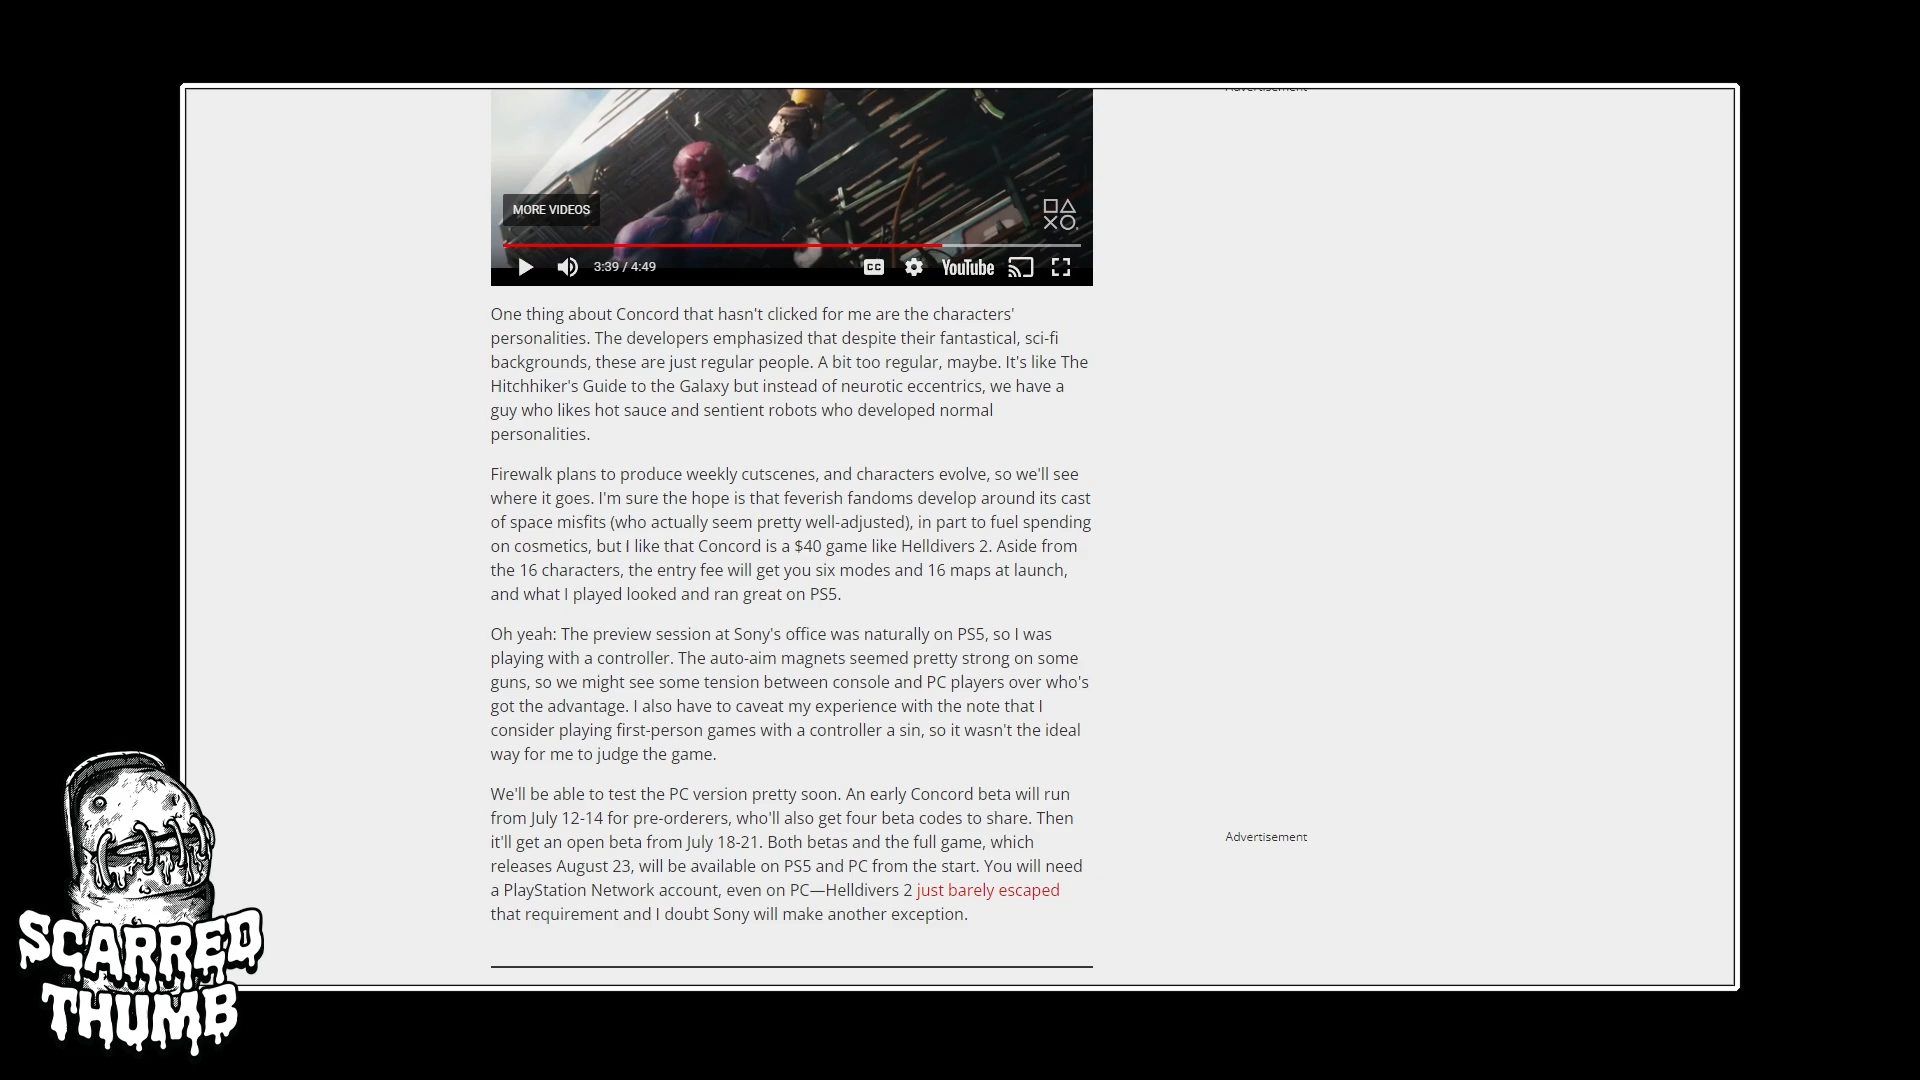 Advertisement
MORE VIDEOS
3:39 / 4:49
CC
YouTube
One thing about Concord that hasn't clicked for me are the characters'
personalities. The developers emphasized that despite their fantastical, sci-fi
backgrounds, these are just regular people. A bit too regular, maybe. It's like The
Hitchhiker's Guide to the Galaxy but instead of neurotic eccentrics, we have a
guy who likes hot sauce and sentient robots who developed normal
personalities.
Firewalk plans to produce weekly cutscenes, and characters evolve, so we'll see
where it goes. I'm sure the hope is that feverish fandoms develop around its cast
of space misfits (who actually seem pretty well-adjusted), in part to fuel spending
on cosmetics, but I like that Concord is a $40 game like Helldivers 2. Aside from
the 16 characters, the entry fee will get you six modes and 16 maps at launch,
and what I played looked and ran great on PS5.
Oh yeah: The preview session at Sony's office was naturally on PS5, so I was
playing with a controller. The auto-aim magnets seemed pretty strong on some
guns, so we might see some tension between console and PC players over who's
got the advantage. I also have to caveat my experience with the note that I
consider playing first-person games with a controller a sin, so it wasn't the ideal
way for me to judge the game.
We'll be able to test the PC version pretty soon. An early Concord beta will run
from July 12-14 for pre-orderers, who'll also get four beta codes to share. Then
it'll get an open beta from July 18-21. Both betas and the full game, which
releases August 23, will be available on PS5 and PC from the start. You will need
a PlayStation Network account, even on PC—Helldivers 2 just barely escaped
that requirement and I doubt Sony will make another exception.
Advertisement
SCARRED
THUMB